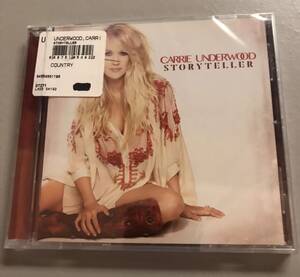 U
UNDERWOOD,CARRI
STORYTELLER
COUNTRY
CARRIE UNDERWOOD
STORYTELLER